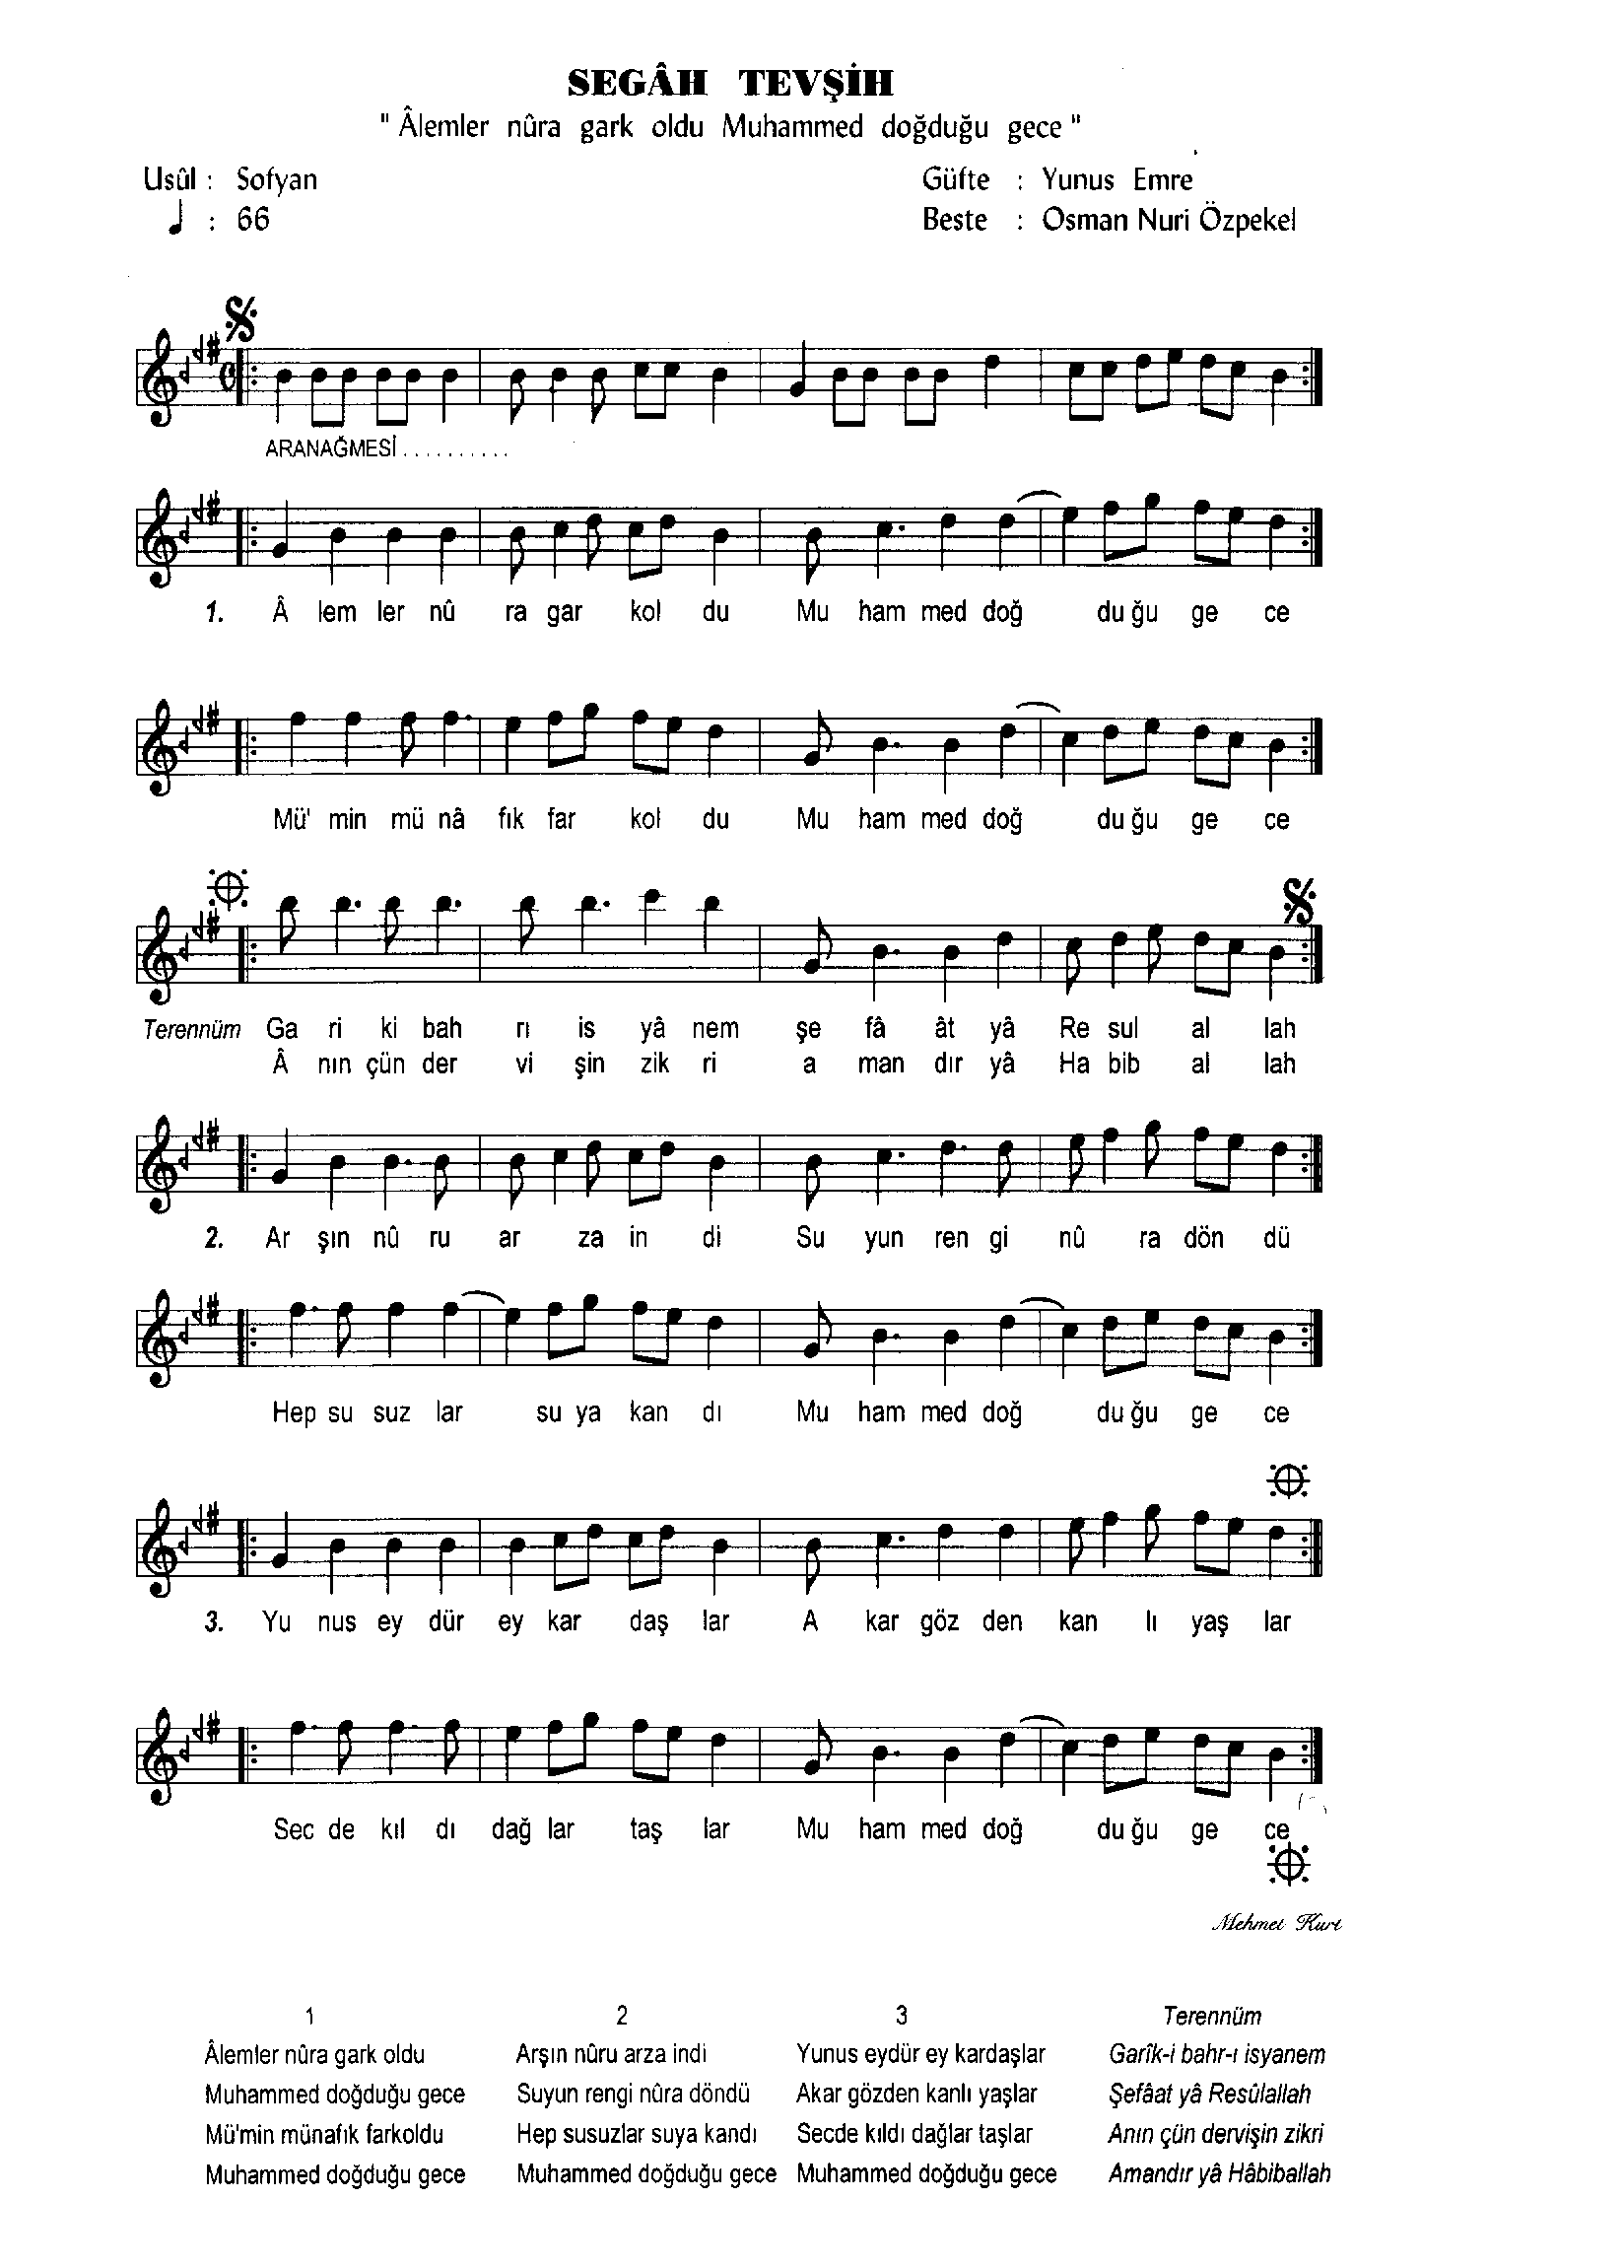 SEGÂH TEVŞİH
" Âlemler nûra gark oldu Muhammed doğduğu gece "
Usûl : Sofyan
Güfte : Yunus Emre
: 66
Beste : Osman Nuri Özpekel
ARANAĞMESİ . . . . . . . . . .
1. Â lem ler nû ra gar kol du Mu ham med doğ du ğu ge ce
Mü' min mü nâ fık far kol du Mu ham med doğ du ğu ge ce
Terennüm Ga ri ki bah rı is yâ nem şe fâ ât yâ Re sul al lah
Â nın çün der vi şin zik ri a man dır yâ Ha bib al lah
2. Ar şın nû ru ar za in di Su yun ren gi nû ra dön dü
Hep su suz lar su ya kan dı Mu ham med doğ du ğu ge ce
3. Yu nus ey dür ey kar daş lar A kar göz den kan lı yaş lar
Sec de kıl dı dağ lar taş lar Mu ham med doğ du ğu ge ce
Mehmet Kurt
1
Âlemler nûra gark oldu
Muhammed doğduğu gece
Mü'min münafık farkoldu
Muhammed doğduğu gece
2
Arşın nûru arza indi
Suyun rengi nûra döndü
Hep susuzlar suya kandı
Muhammed doğduğu gece
3
Yunus eydür ey kardaşlar
Akar gözden kanlı yaşlar
Secde kıldı dağlar taşlar
Muhammed doğduğu gece
Terennüm
Garîk-i bahr-ı isyanem
Şefâat yâ Resûlallah
Anın çün dervişin zikri
Amandır yâ Hâbiballah